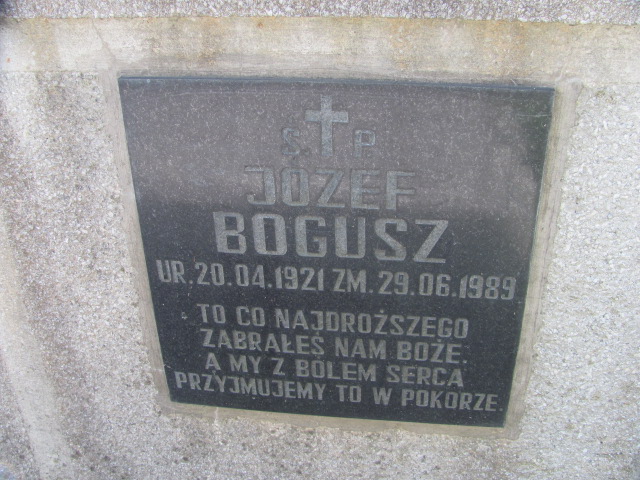 Ś. P.
JÓZEF
BOGUSZ
UR. 20.04.1921 ZM. 29.06.1989
TO CO NAJDROŻSZEGO
ZABRAŁEŚ NAM BOŻE.
A MY Z BÓLEM SERCA
PRZYJMUJEMY TO W POKORZE.